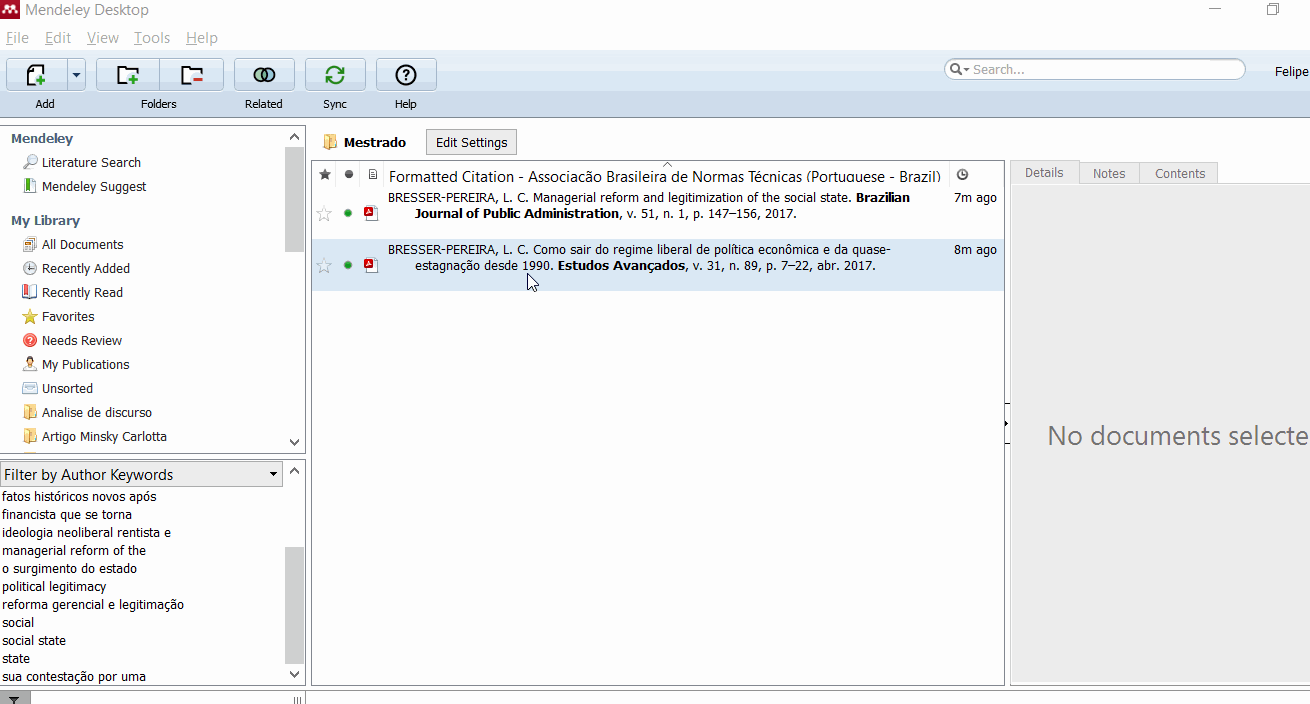 Mendeley Desktop
File Edit View Tools Help
Search...
Felipe
Add Folders Related Sync Help
Mendeley
Literature Search
Mendeley Suggest
My Library
All Documents
Recently Added
Recently Read
Favorites
Needs Review
My Publications
Unsorted
Analise de discurso
Artigo Minsky Carlotta
Filter by Author Keywords
fatos históricos novos após
financista que se torna
ideologia neoliberal rentista e
managerial reform of the
o surgimento do estado
political legitimacy
reforma gerencial e legitimação
social
social state
state
sua contestação por uma
Mestrado Edit Settings
Formatted Citation - Associacão Brasileira de Normas Técnicas (Portuguese - Brazil)
BRESSER-PEREIRA, L. C. Managerial reform and legitimization of the social state. Brazilian 7m ago
Journal of Public Administration, v. 51, n. 1, p. 147–156, 2017.
BRESSER-PEREIRA, L. C. Como sair do regime liberal de política econômica e da quase- 8m ago
estagnação desde 1990. Estudos Avançados, v. 31, n. 89, p. 7–22, abr. 2017.
Details Notes Contents
No documents selecte